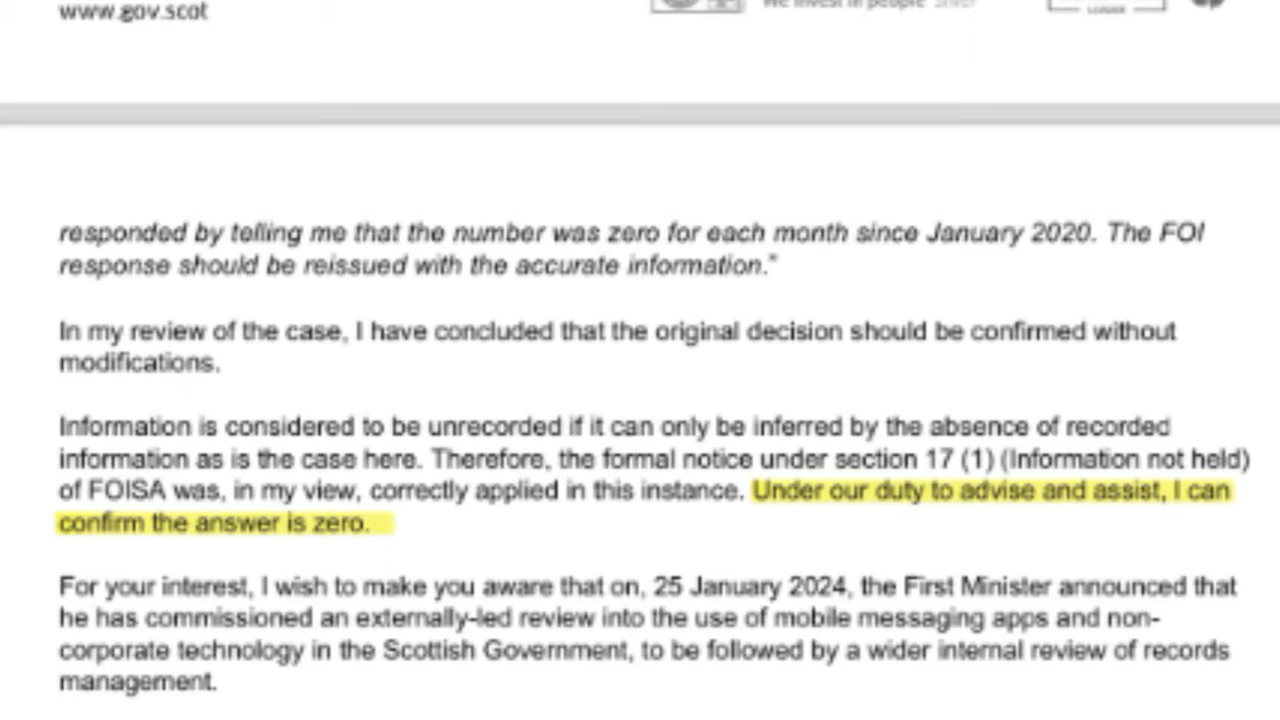 www.gov.scot
We invest in people Silver
responded by telling me that the number was zero for each month since January 2020. The FOI
response should be reissued with the accurate information."
In my review of the case, I have concluded that the original decision should be confirmed without
modifications.
Information is considered to be unrecorded if it can only be inferred by the absence of recorded
information as is the case here. Therefore, the formal notice under section 17 (1) (Information not held)
of FOISA was, in my view, correctly applied in this instance. Under our duty to advise and assist, I can
confirm the answer is zero.
For your interest, I wish to make you aware that on, 25 January 2024, the First Minister announced that
he has commissioned an externally-led review into the use of mobile messaging apps and non-
corporate technology in the Scottish Government, to be followed by a wider internal review of records
management.